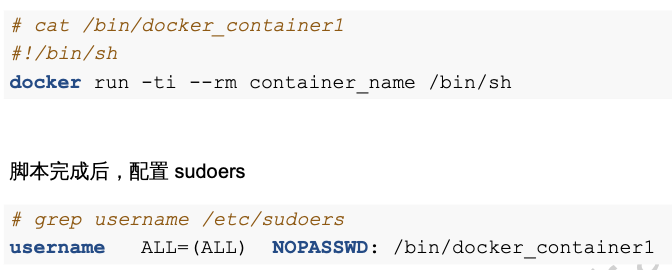 # cat /bin/docker_container1
#!/bin/sh
docker run -ti --rm container_name /bin/sh
脚本完成后，配置 sudoers
# grep username /etc/sudoers
username   ALL=(ALL)  NOPASSWD: /bin/docker_container1